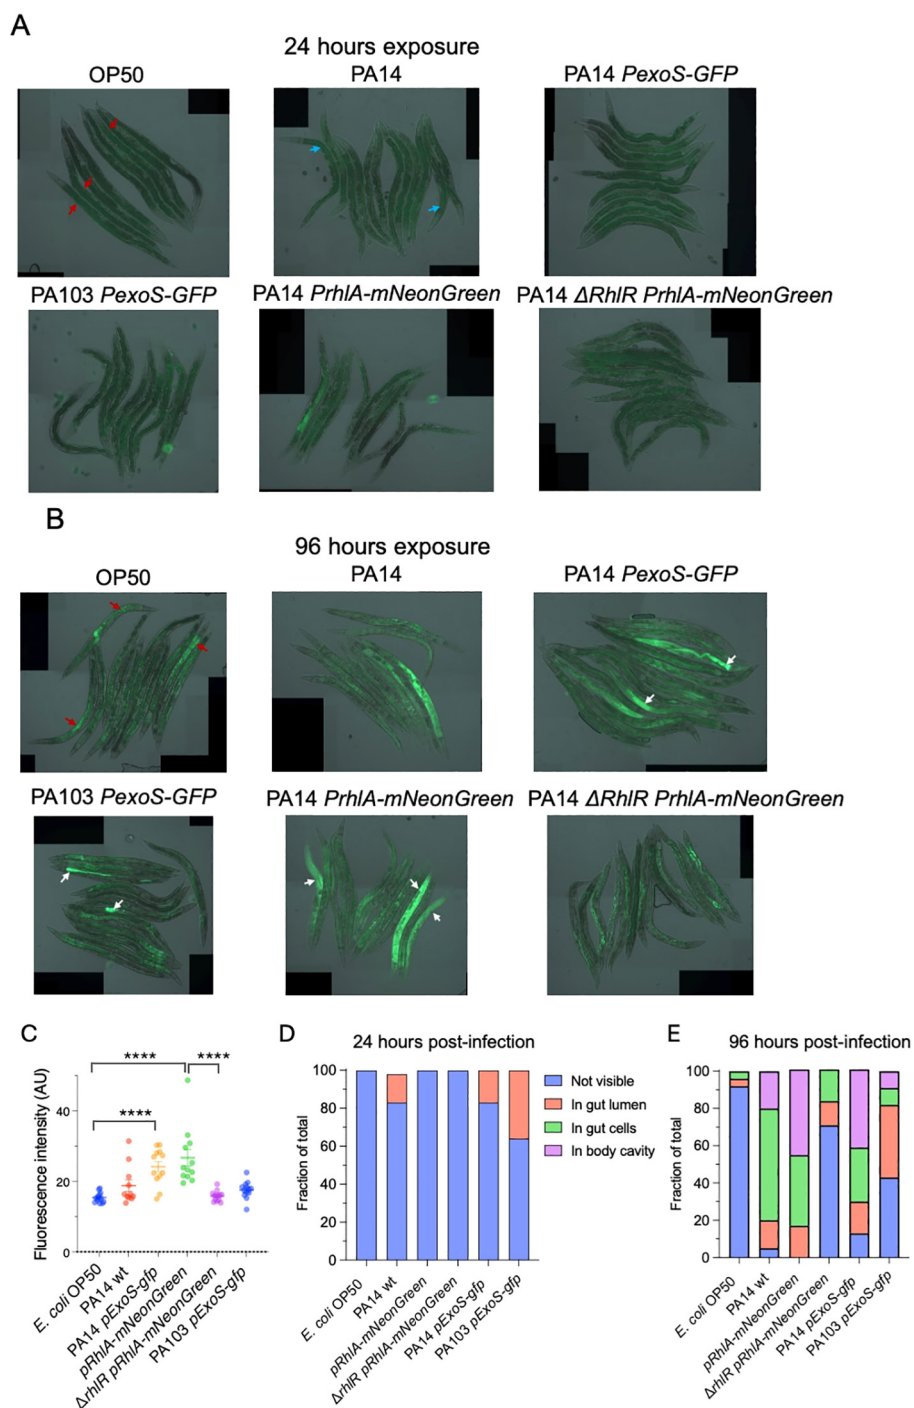 A
24 hours exposure
OP50
PA14
PA14 PexoS-GFP
PA103 PexoS-GFP
PA14 PrhlA-mNeonGreen
PA14 ΔRhlR PrhlA-mNeonGreen
B
96 hours exposure
OP50
PA14
PA14 PexoS-GFP
PA103 PexoS-GFP
PA14 PrhlA-mNeonGreen
PA14 ΔRhlR PrhlA-mNeonGreen
C
Fluorescence intensity (AU)
40
20
0
****
****
****
E. coli OP50
PA14 wt
PA14 pExoS-gfp
pRhlA-mNeonGreen
ΔrhlR pRhlA-mNeonGreen
PA103 pExoS-gfp
D
24 hours post-infection
Fraction of total
100
80
60
40
20
0
E. coli OP50
PA14 wt
pRhlA-mNeonGreen
ΔrhlR pRhlA-mNeonGreen
PA14 pExoS-gfp
PA103 pExoS-gfp
Not visible
In gut lumen
In gut cells
In body cavity
E
96 hours post-infection
Fraction of total
100
80
60
40
20
0
E. coli OP50
PA14 wt
pRhlA-mNeonGreen
ΔrhlR pRhlA-mNeonGreen
PA14 pExoS-gfp
PA103 pExoS-gfp